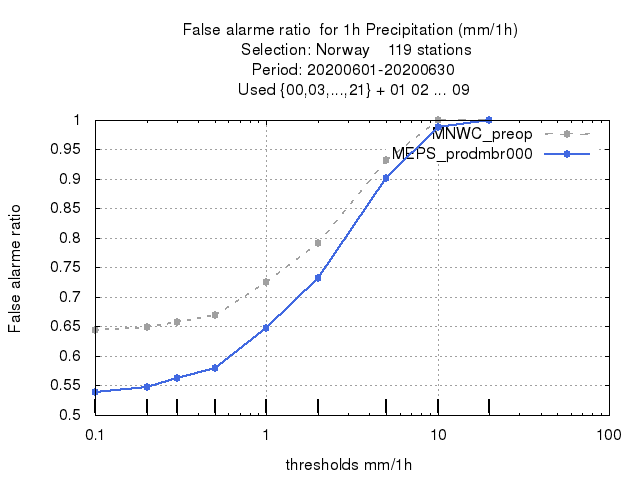 False alarme ratio  for 1h Precipitation (mm/1h)
Selection: Norway    119 stations
Period: 20200601-20200630
Used {00,03,...,21} + 01 02 ... 09
MNWC_preop
MEPS_prodmbr000
False alarme ratio
1
0.95
0.9
0.85
0.8
0.75
0.7
0.65
0.6
0.55
0.5
0.1
1
10
100
thresholds mm/1h